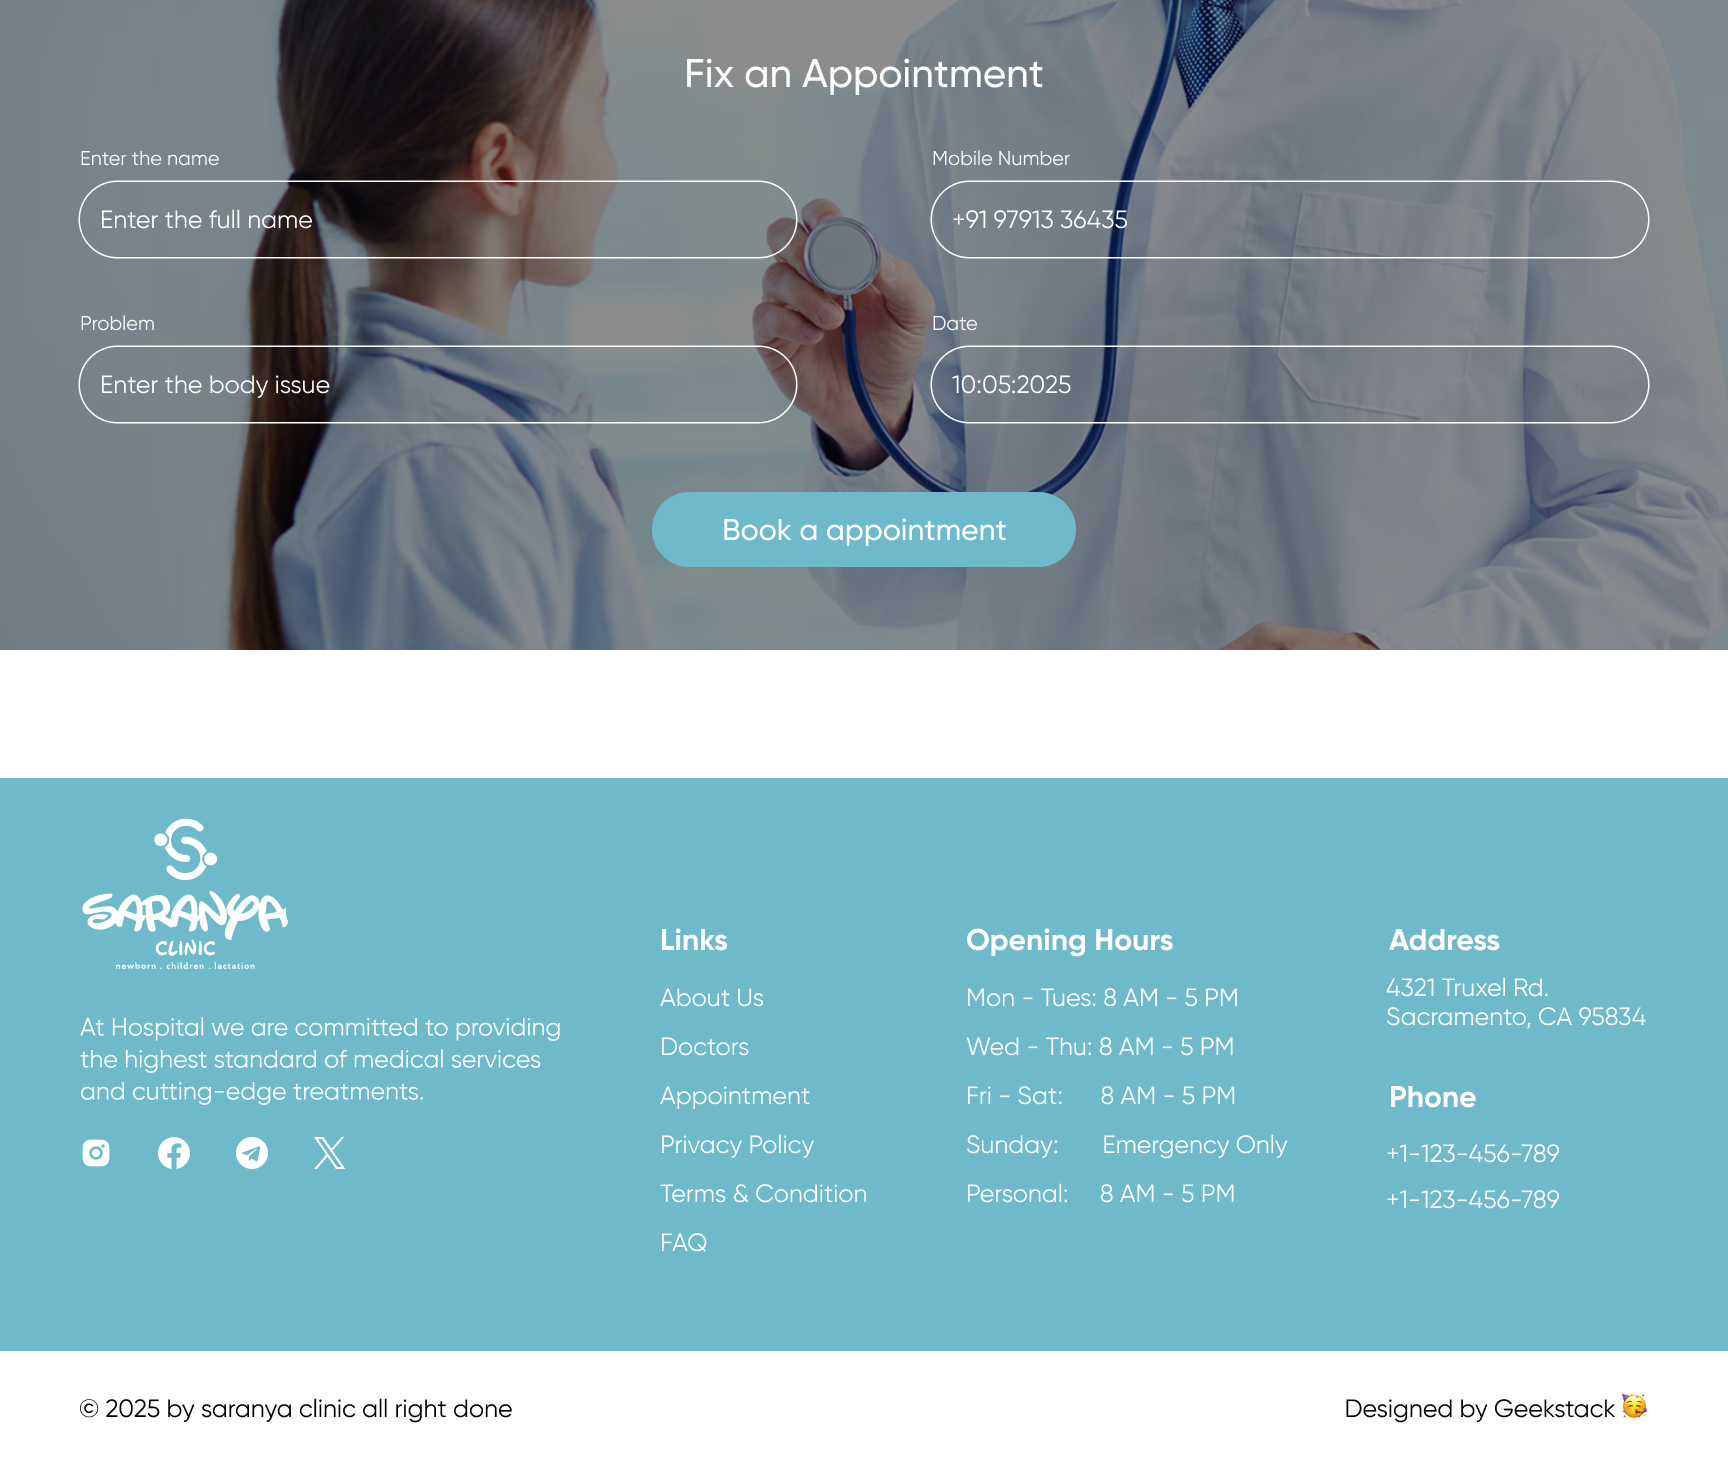 Fix an Appointment
Enter the name
Mobile Number
Enter the full name
+91 97913 36435
Problem
Date
Enter the body issue
10:05:2025
Book a appointment
SARANYA
CLINIC
newborn . children . lactation
At Hospital we are committed to providing
the highest standard of medical services
and cutting-edge treatments.
Links
About Us
Doctors
Appointment
Privacy Policy
Terms & Condition
FAQ
Opening Hours
Mon - Tues: 8 AM - 5 PM
Wed - Thu: 8 AM - 5 PM
Fri - Sat: 8 AM - 5 PM
Sunday: Emergency Only
Personal: 8 AM - 5 PM
Address
4321 Truxel Rd.
Sacramento, CA 95834
Phone
+1-123-456-789
+1-123-456-789
© 2025 by saranya clinic all right done
Designed by Geekstack 🥳